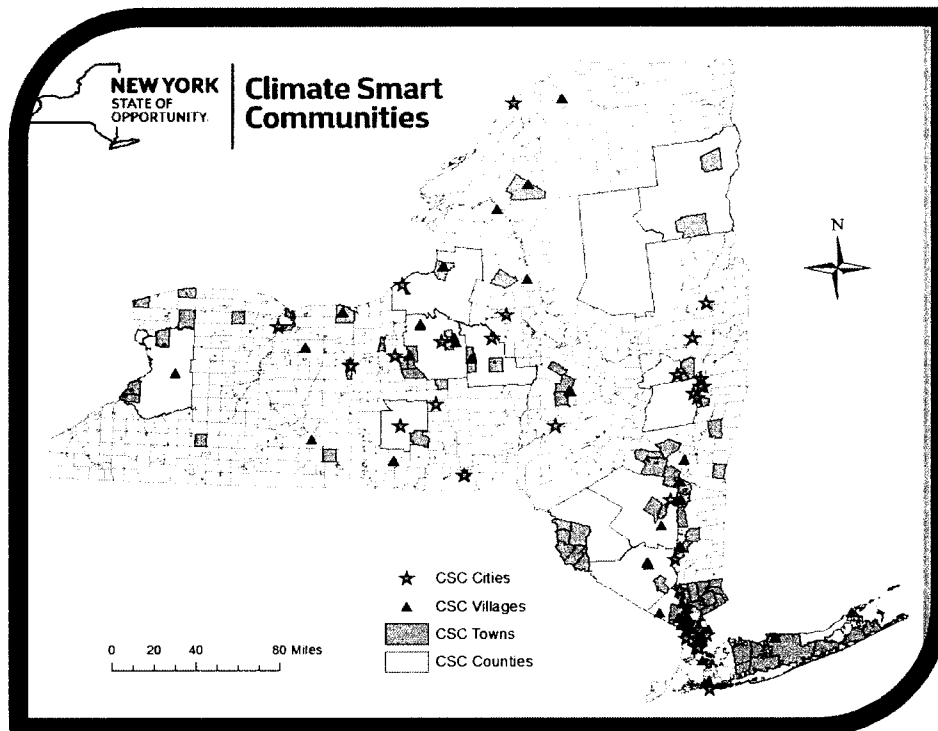 NEW YORK
STATE OF
OPPORTUNITY.
Climate Smart
Communities
N
CSC Cities
CSC Villages
CSC Towns
CSC Counties
0 20 40 80 Miles